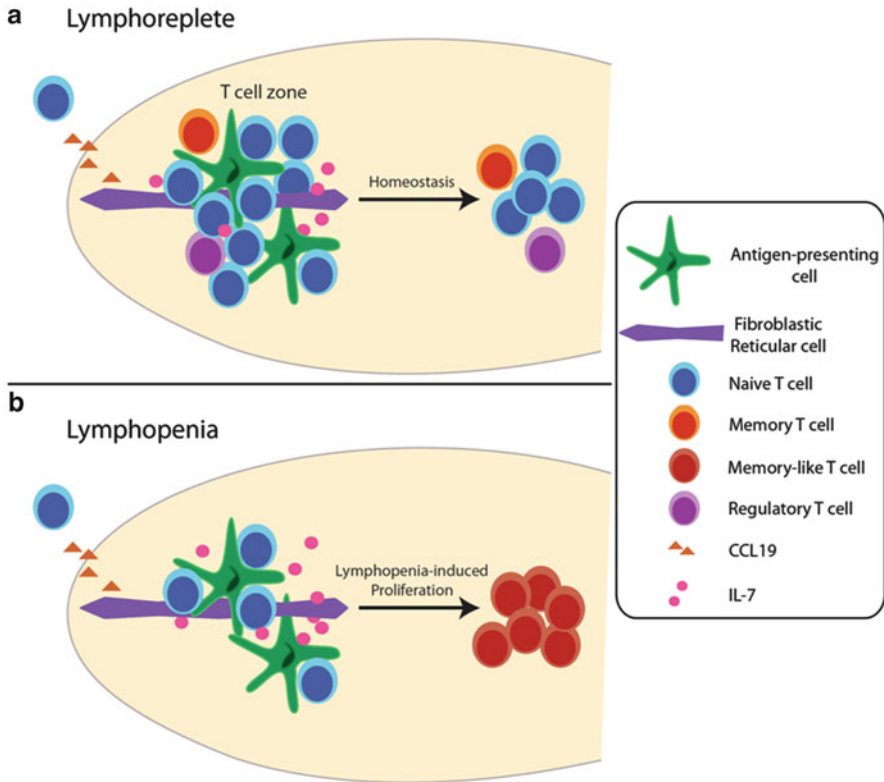 a
Lymphoreplete
T cell zone
Homeostasis
b
Lymphopenia
Lymphopenia-induced
Proliferation
Antigen-presenting
cell
Fibroblastic
Reticular cell
Naive T cell
Memory T cell
Memory-like T cell
Regulatory T cell
CCL19
IL-7